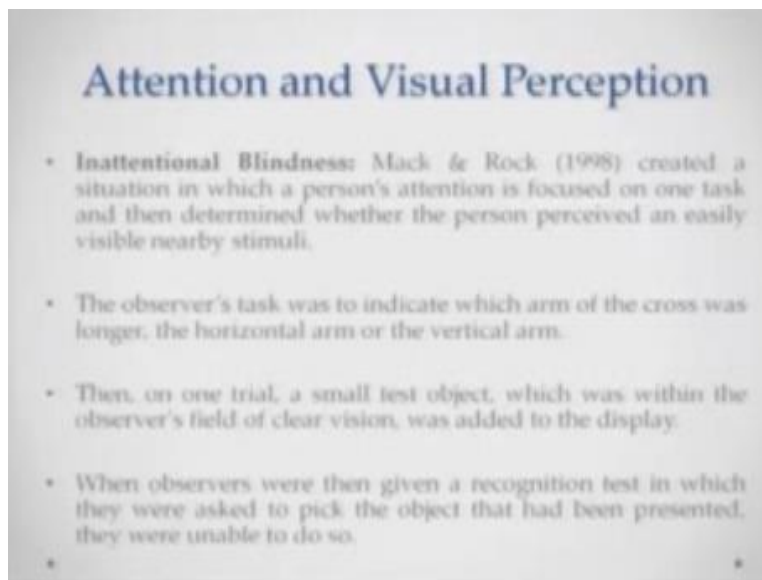 Attention and Visual Perception
• Inattentional Blindness: Mack & Rock (1998) created a
situation in which a person's attention is focused on one task
and then determined whether the person perceived an easily
visible nearby stimuli.
• The observer's task was to indicate which arm of the cross was
longer, the horizontal arm or the vertical arm.
• Then, on one trial, a small test object, which was within the
observer's field of clear vision, was added to the display.
• When observers were then given a recognition test in which
they were asked to pick the object that had been presented,
they were unable to do so.